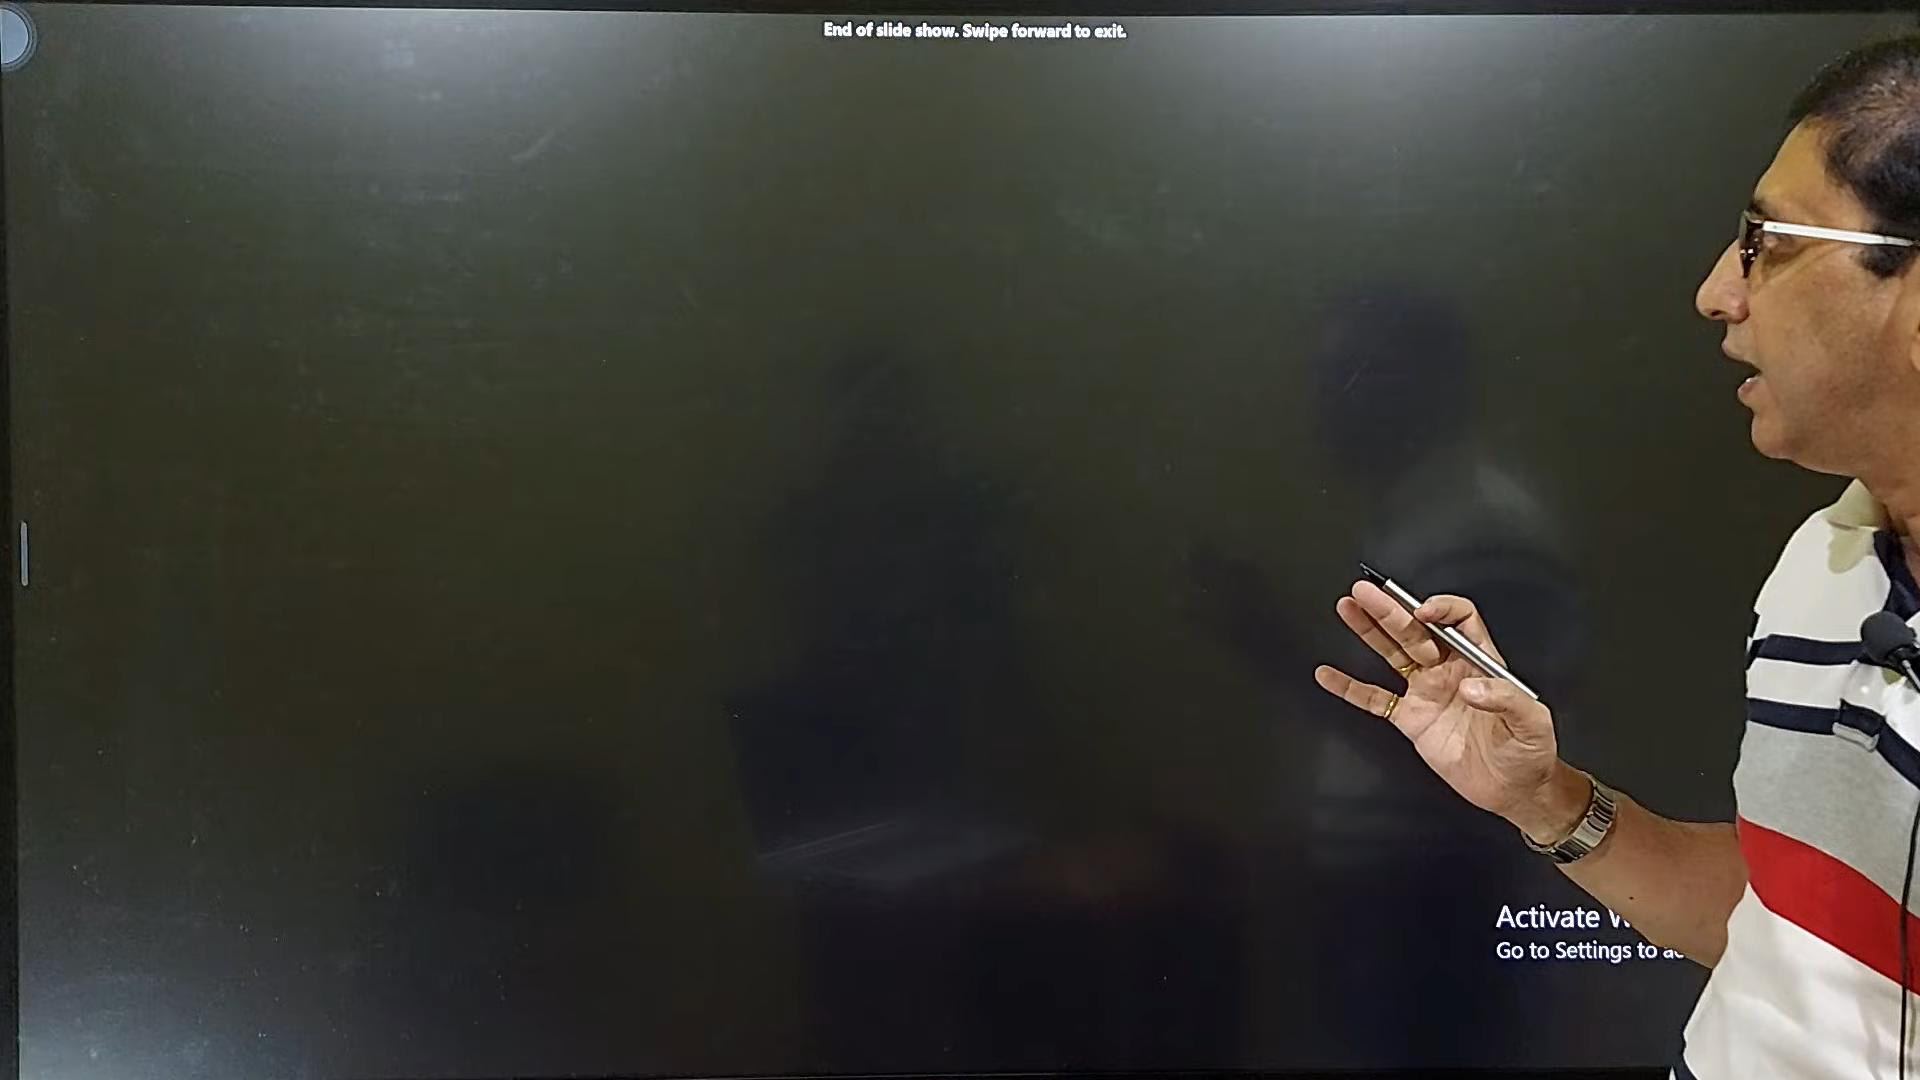 End of slide show. Swipe forward to exit.
Activate
Go to Settings to